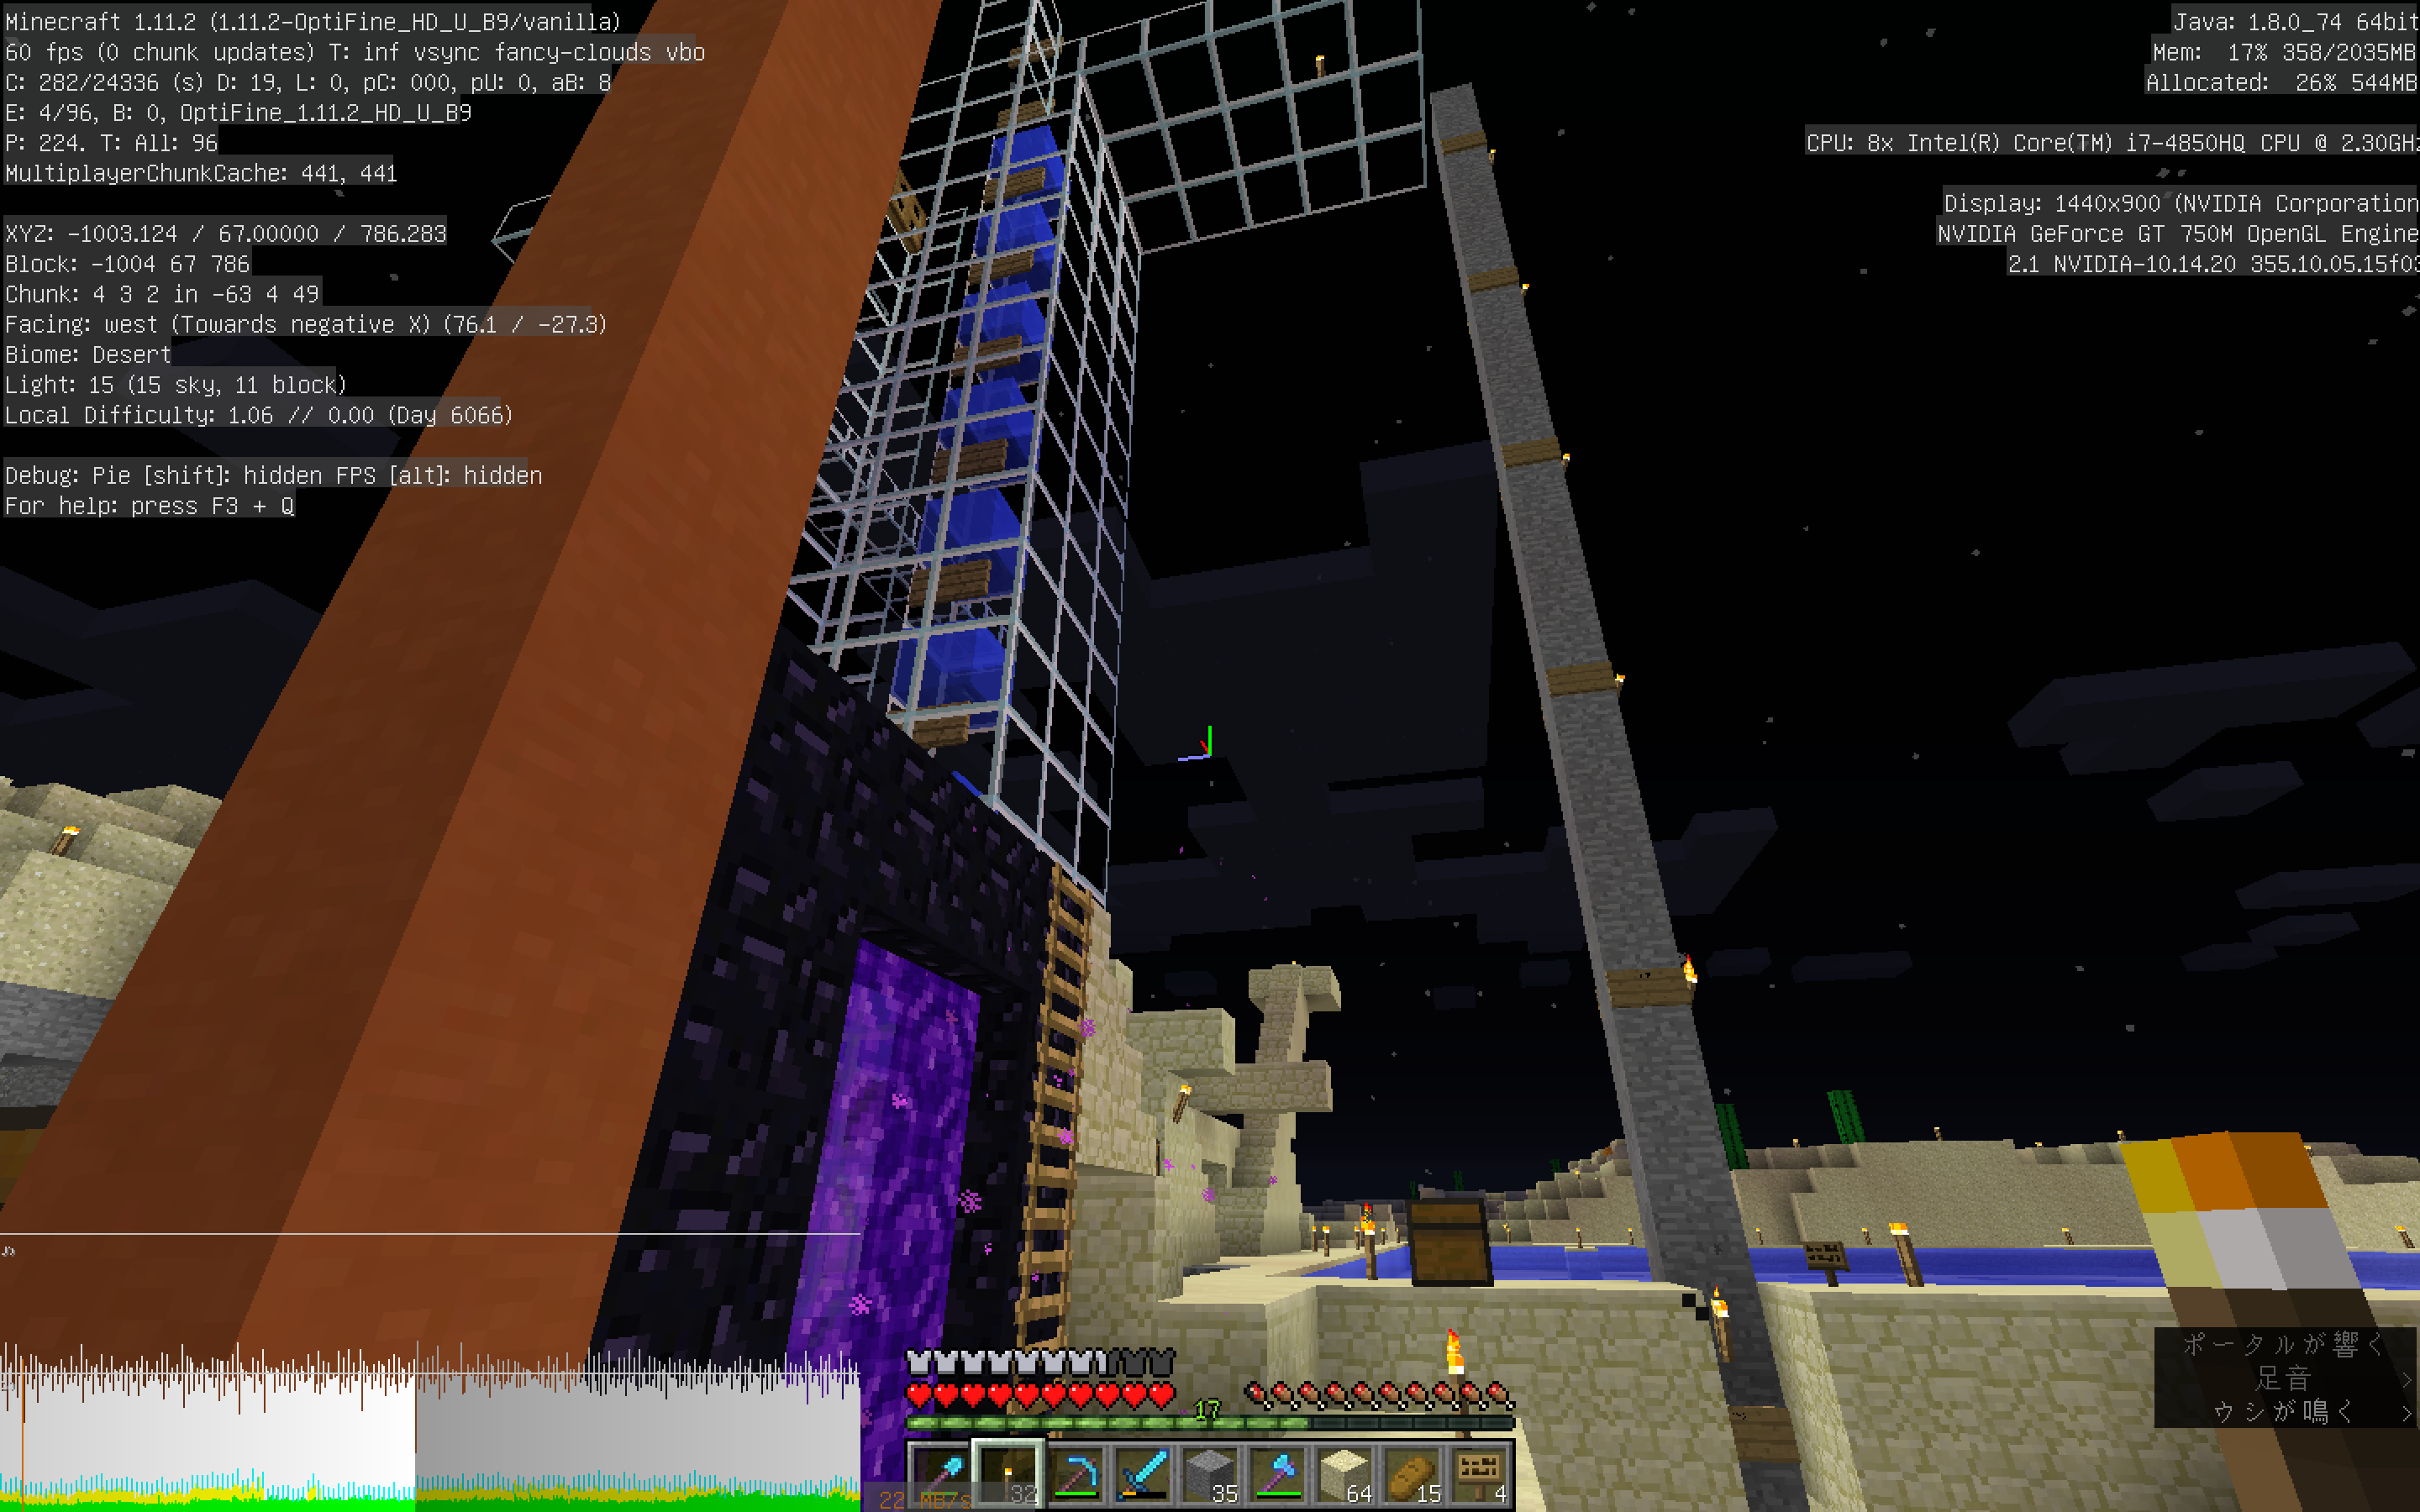 Minecraft 1.11.2 (1.11.2-OptiFine_HD_U_B9/vanilla)
60 fps (0 chunk updates) T: inf vsync fancy-clouds vbo
C: 282/24336 (s) D: 19, L: 0, pC: 000, pU: 0, aB: 8
E: 4/96, B: 0, OptiFine_1.11.2_HD_U_B9
P: 224. T: All: 96
MultiplayerChunkCache: 441, 441
XYZ: -1003.124 / 67.00000 / 786.283
Block: -1004 67 786
Chunk: 4 3 2 in -63 4 49
Facing: west (Towards negative X) (76.1 / -27.3)
Biome: Desert
Light: 15 (15 sky, 11 block)
Local Difficulty: 1.06 // 0.00 (Day 6066)
Debug: Pie [shift]: hidden FPS [alt]: hidden
For help: press F3 + Q
Java: 1.8.0_74 64bit
Mem: 17% 358/2035MB
Allocated: 26% 544MB
CPU: 8x Intel(R) Core(TM) i7-4850HQ CPU @ 2.30GHz
Display: 1440x900 (NVIDIA Corporation
NVIDIA GeForce GT 750M OpenGL Engine
2.1 NVIDIA-10.14.20 355.10.05.15f03
ポータルが響く
足音 >
ウシが鳴く >
17
22 MB/s
32 35 64 15 4